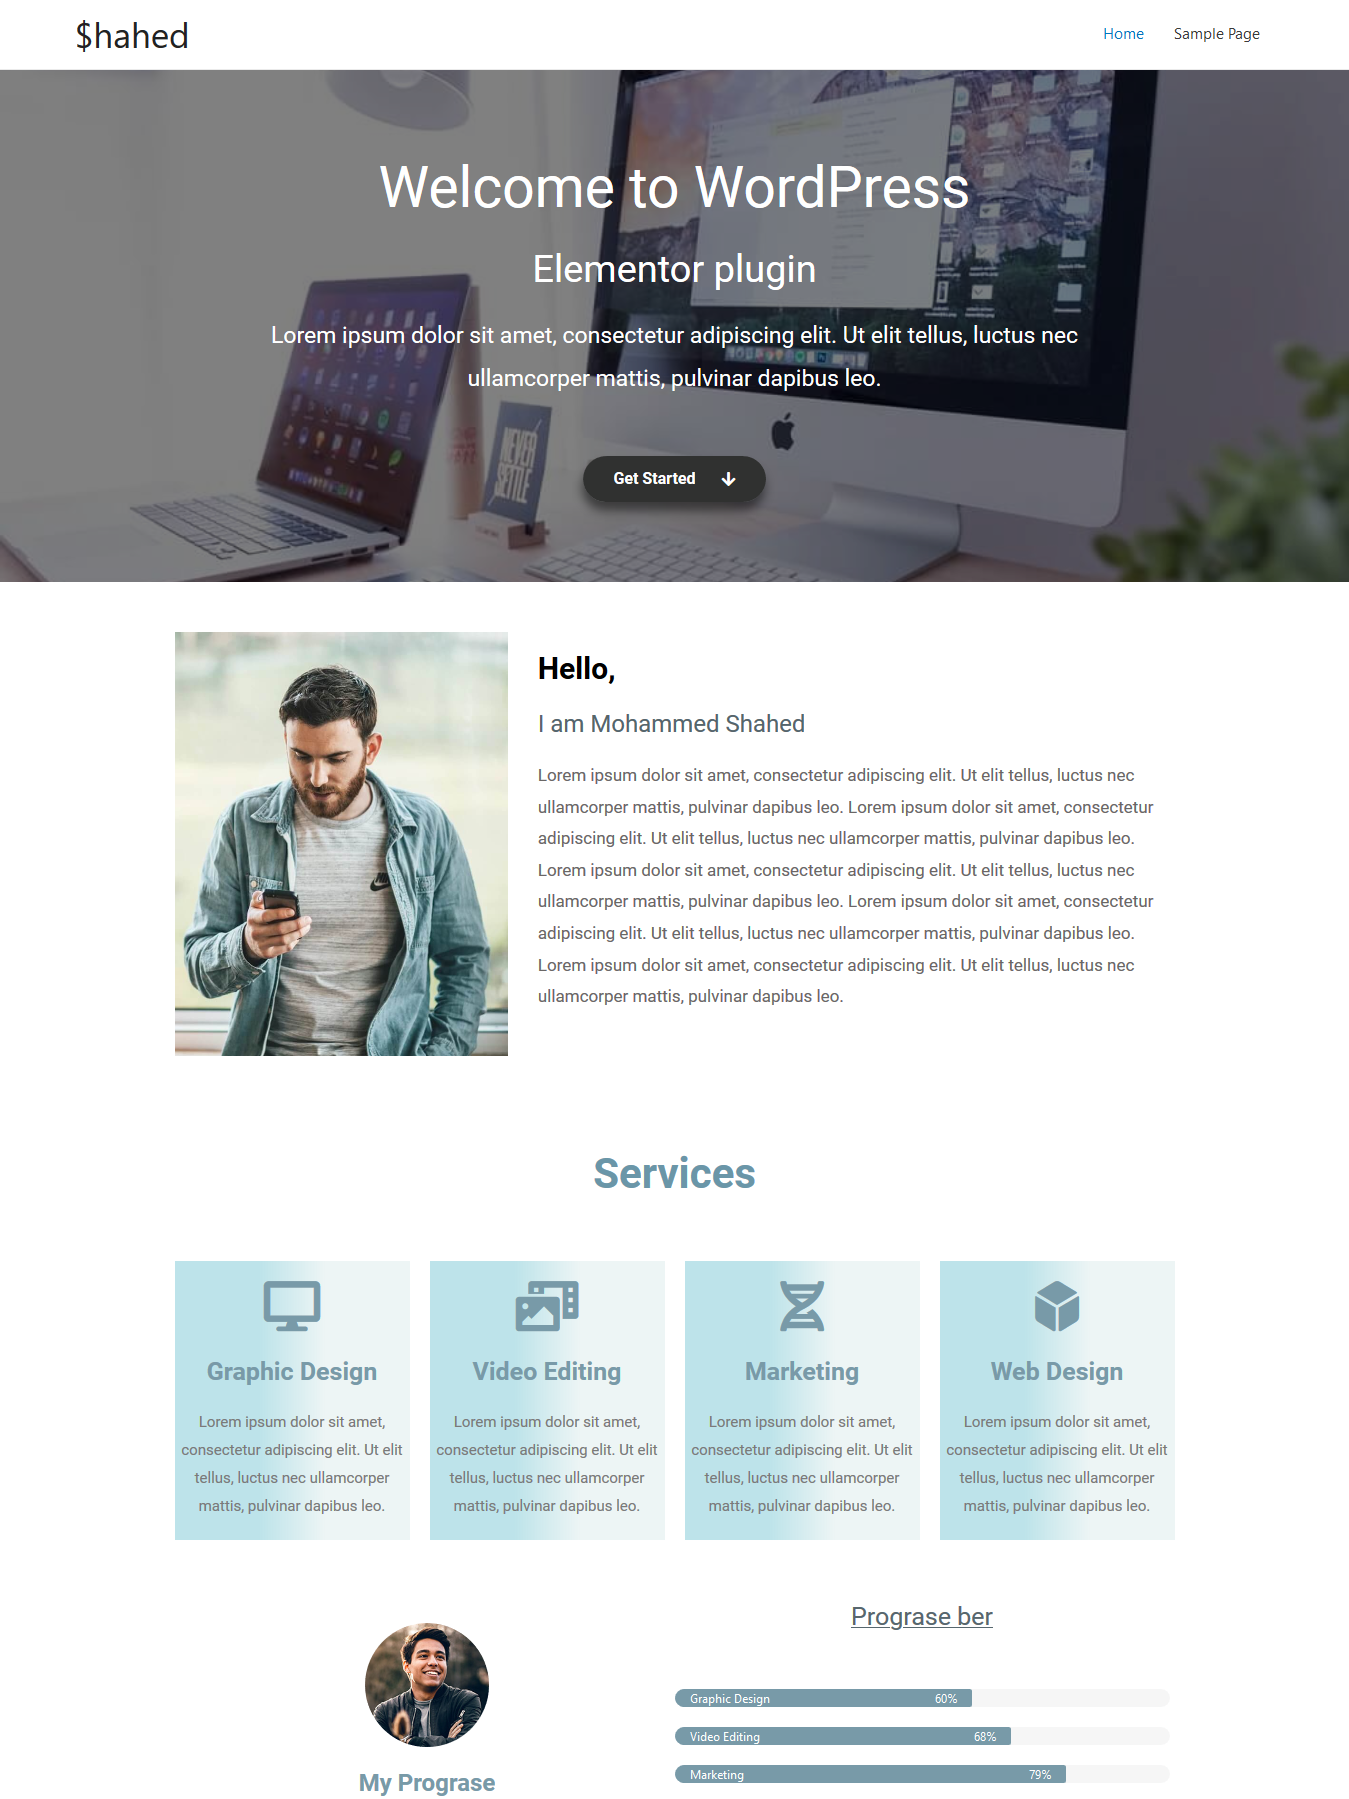 $hahed
Home
Sample Page
Welcome to WordPress
Elementor plugin
Lorem ipsum dolor sit amet, consectetur adipiscing elit. Ut elit tellus, luctus nec
ullamcorper mattis, pulvinar dapibus leo.
NEVER
SETTLE
Get Started
Hello,
I am Mohammed Shahed
Lorem ipsum dolor sit amet, consectetur adipiscing elit. Ut elit tellus, luctus nec
ullamcorper mattis, pulvinar dapibus leo. Lorem ipsum dolor sit amet, consectetur
adipiscing elit. Ut elit tellus, luctus nec ullamcorper mattis, pulvinar dapibus leo.
Lorem ipsum dolor sit amet, consectetur adipiscing elit. Ut elit tellus, luctus nec
ullamcorper mattis, pulvinar dapibus leo. Lorem ipsum dolor sit amet, consectetur
adipiscing elit. Ut elit tellus, luctus nec ullamcorper mattis, pulvinar dapibus leo.
Lorem ipsum dolor sit amet, consectetur adipiscing elit. Ut elit tellus, luctus nec
ullamcorper mattis, pulvinar dapibus leo.
Services
Graphic Design
Lorem ipsum dolor sit amet,
consectetur adipiscing elit. Ut elit
tellus, luctus nec ullamcorper
mattis, pulvinar dapibus leo.
Video Editing
Lorem ipsum dolor sit amet,
consectetur adipiscing elit. Ut elit
tellus, luctus nec ullamcorper
mattis, pulvinar dapibus leo.
Marketing
Lorem ipsum dolor sit amet,
consectetur adipiscing elit. Ut elit
tellus, luctus nec ullamcorper
mattis, pulvinar dapibus leo.
Web Design
Lorem ipsum dolor sit amet,
consectetur adipiscing elit. Ut elit
tellus, luctus nec ullamcorper
mattis, pulvinar dapibus leo.
My Prograse
Prograse ber
Graphic Design 60%
Video Editing 68%
Marketing 79%